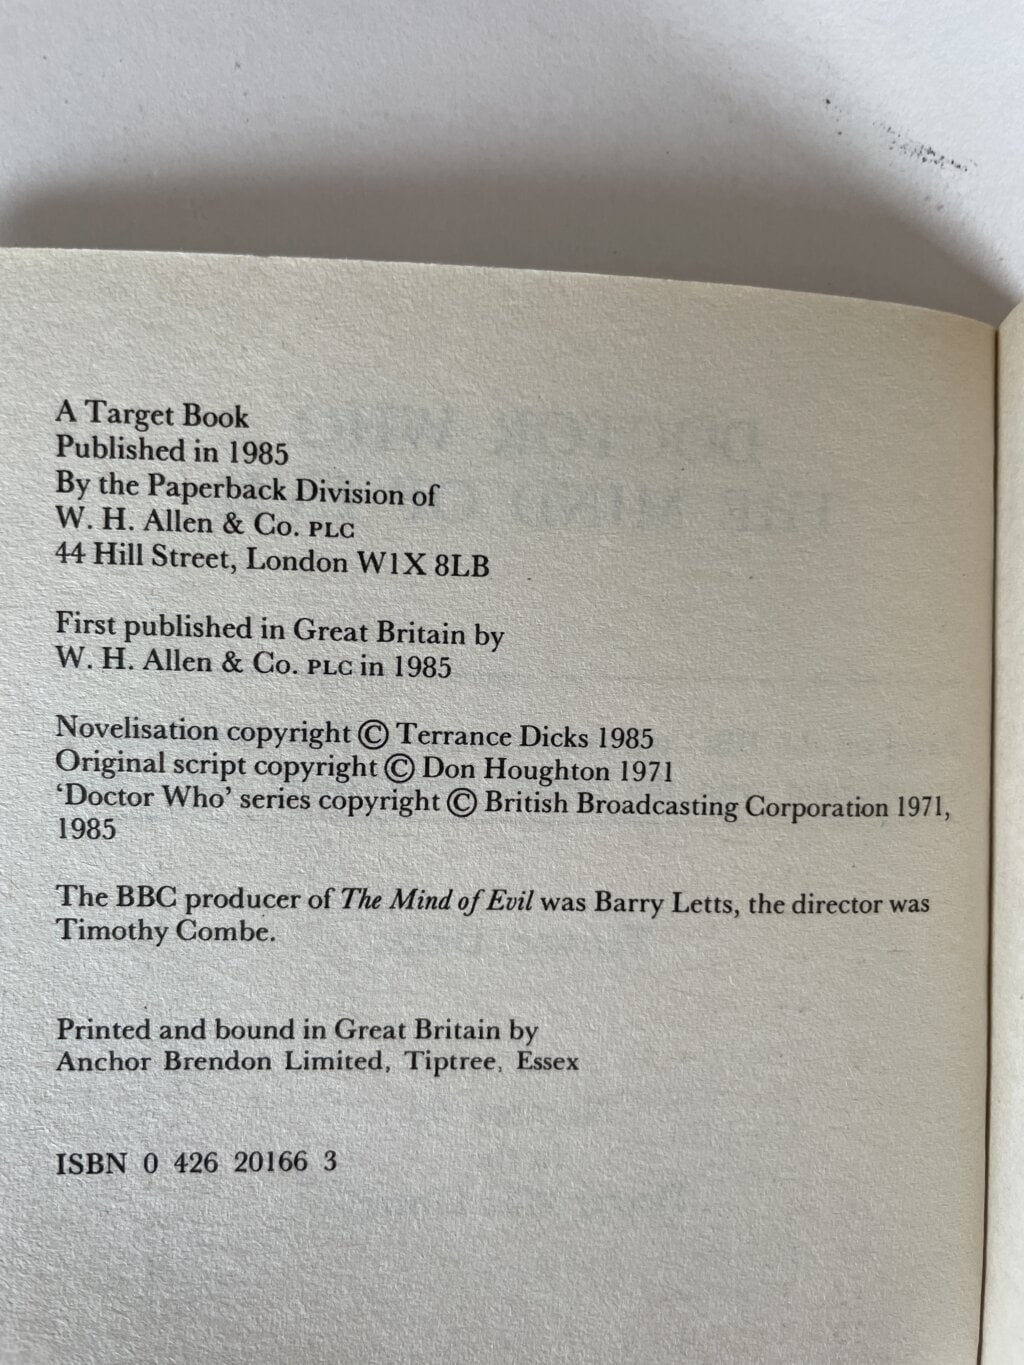 A Target Book
Published in 1985
By the Paperback Division of
W. H. Allen & Co. PLC
44 Hill Street, London W1X 8LB
First published in Great Britain by
W. H. Allen & Co. PLC in 1985
Novelisation copyright © Terrance Dicks 1985
Original script copyright © Don Houghton 1971
‘Doctor Who’ series copyright © British Broadcasting Corporation 1971,
1985
The BBC producer of The Mind of Evil was Barry Letts, the director was
Timothy Combe.
Printed and bound in Great Britain by
Anchor Brendon Limited, Tiptree, Essex
ISBN 0 426 20166 3